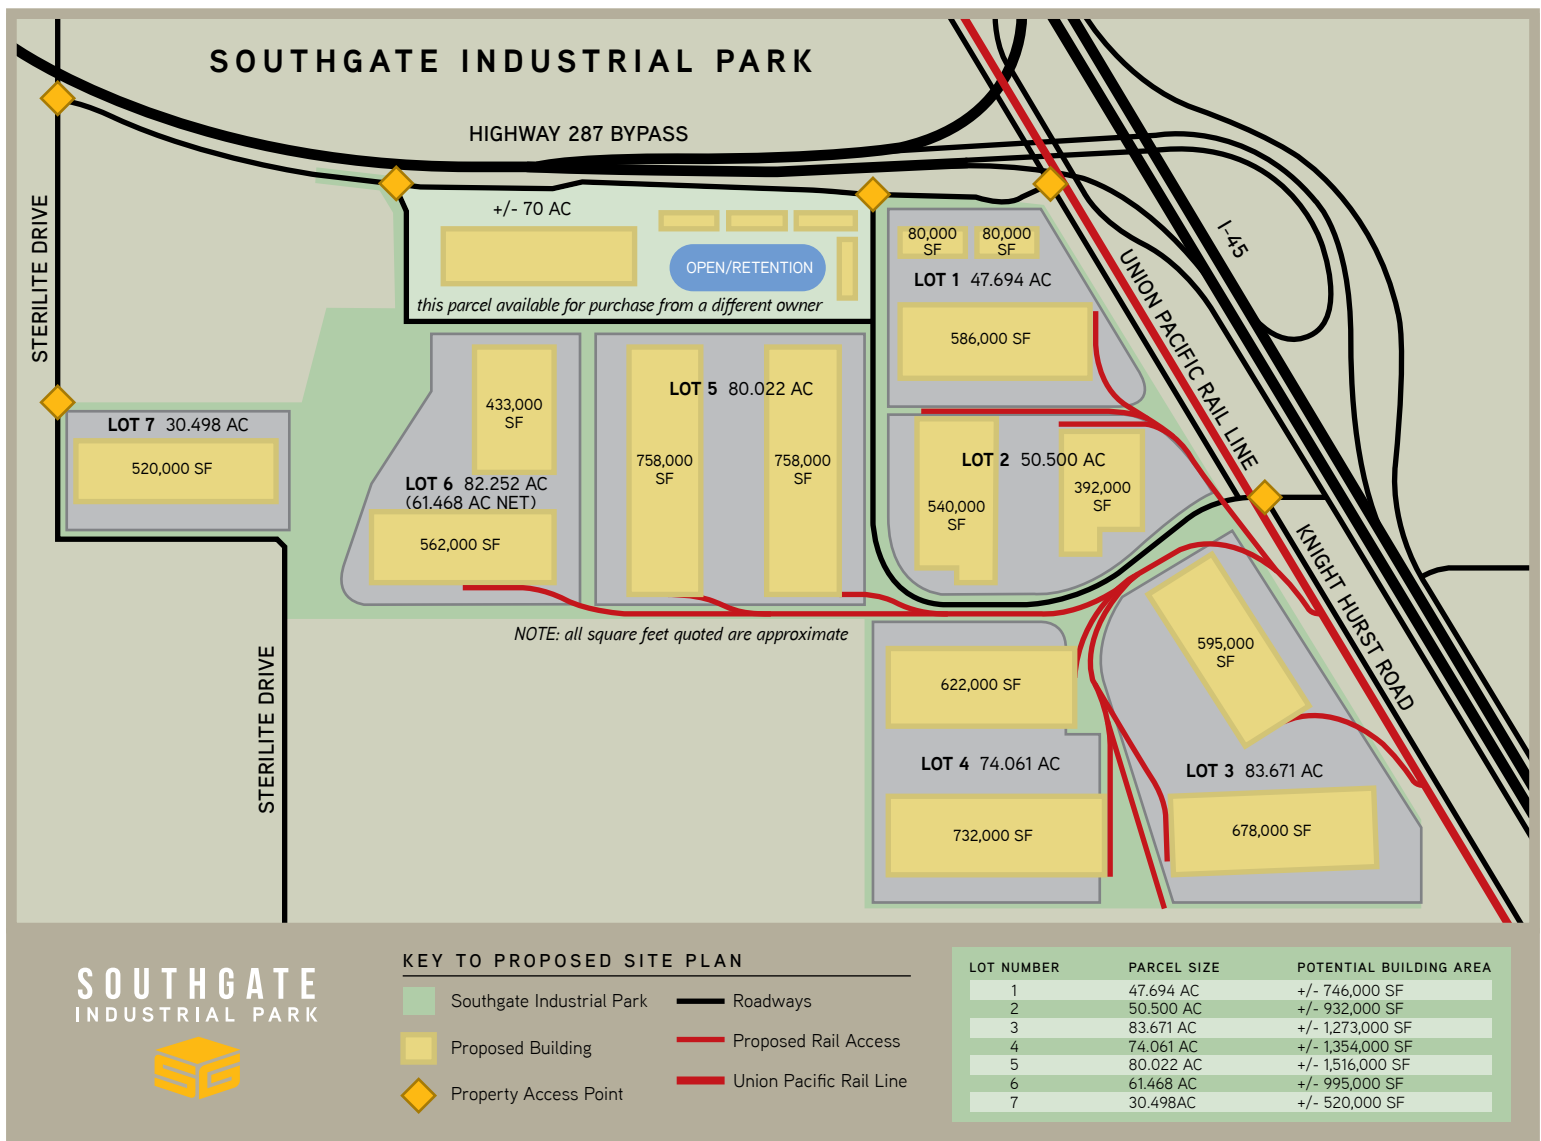 SOUTHGATE INDUSTRIAL PARK
HIGHWAY 287 BYPASS
STERILITE DRIVE
+/- 70 AC
OPEN/RETENTION
this parcel available for purchase from a different owner
80,000
SF
80,000
SF
LOT 1 47.694 AC
586,000 SF
I-45
UNION PACIFIC RAIL LINE
LOT 7 30.498 AC
520,000 SF
433,000
SF
LOT 6 82.252 AC
(61.468 AC NET)
562,000 SF
LOT 5 80.022 AC
758,000
SF
758,000
SF
LOT 2 50.500 AC
540,000
SF
392,000
SF
KNIGHT HURST ROAD
NOTE: all square feet quoted are approximate
STERILITE DRIVE
622,000 SF
LOT 4 74.061 AC
732,000 SF
595,000
SF
LOT 3 83.671 AC
678,000 SF
SOUTHGATE
INDUSTRIAL PARK
SG
KEY TO PROPOSED SITE PLAN
Southgate Industrial Park
Proposed Building
Property Access Point
Roadways
Proposed Rail Access
Union Pacific Rail Line
LOT NUMBER PARCEL SIZE POTENTIAL BUILDING AREA
1 47.694 AC +/- 746,000 SF
2 50.500 AC +/- 932,000 SF
3 83.671 AC +/- 1,273,000 SF
4 74.061 AC +/- 1,354,000 SF
5 80.022 AC +/- 1,516,000 SF
6 61.468 AC +/- 995,000 SF
7 30.498AC +/- 520,000 SF